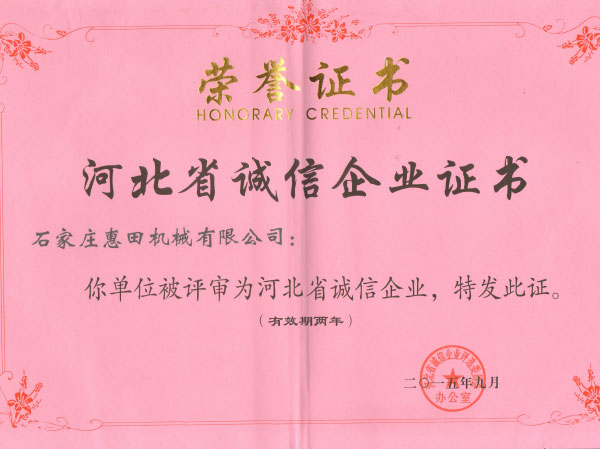 荣誉证书
HONORARY CREDENTIAL
河北省诚信企业证书
石家庄惠田机械有限公司：
你单位被评审为河北省诚信企业，特发此证。
（有效期两年）
二〇一五年九月
办公室